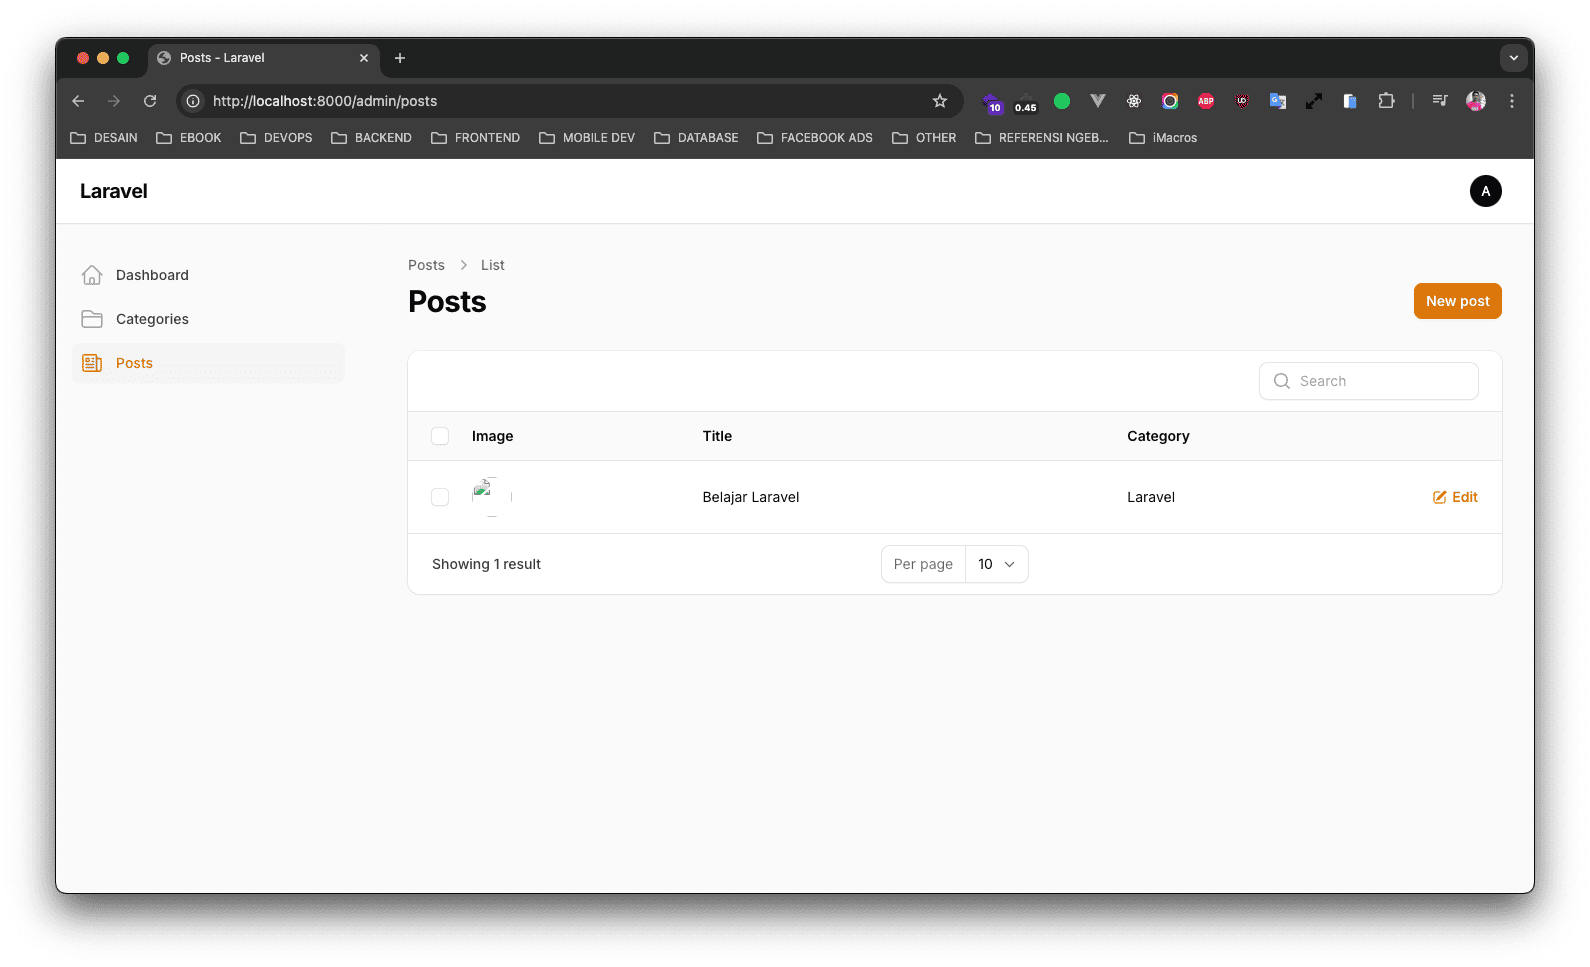 Posts - Laravel
http://localhost:8000/admin/posts
10
0.45
ABP
DESAIN EBOOK DEVOPS BACKEND FRONTEND MOBILE DEV DATABASE FACEBOOK ADS OTHER REFERENSI NGEB... iMacros
Laravel
A
Dashboard
Categories
Posts
Posts > List
Posts
New post
Search
Image Title Category
Belajar Laravel Laravel Edit
Showing 1 result
Per page 10